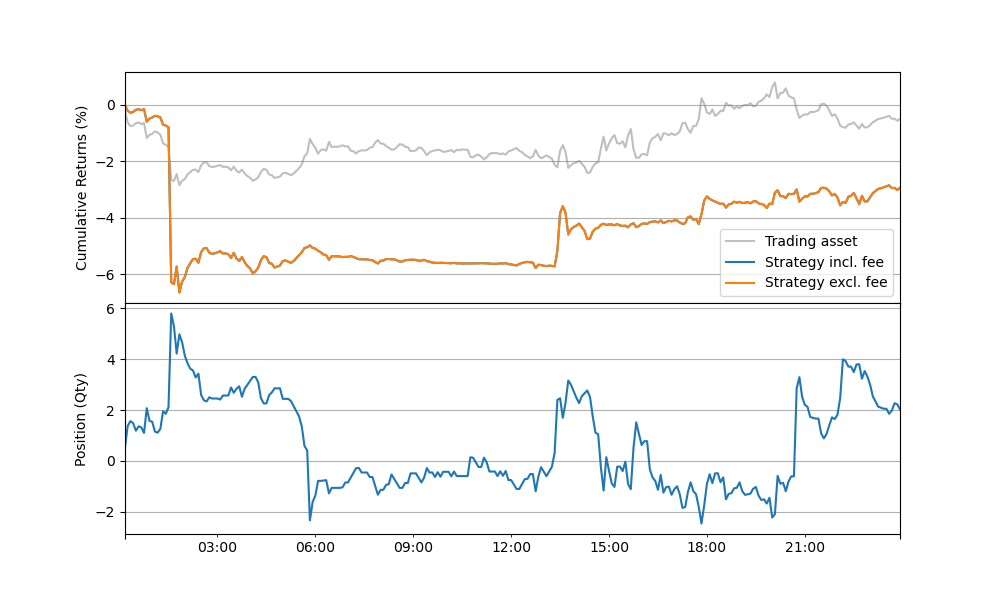 Cumulative Returns (%)
0
−2
−4
−6
Trading asset
Strategy incl. fee
Strategy excl. fee
Position (Qty)
6
4
2
0
−2
03:00 06:00 09:00 12:00 15:00 18:00 21:00